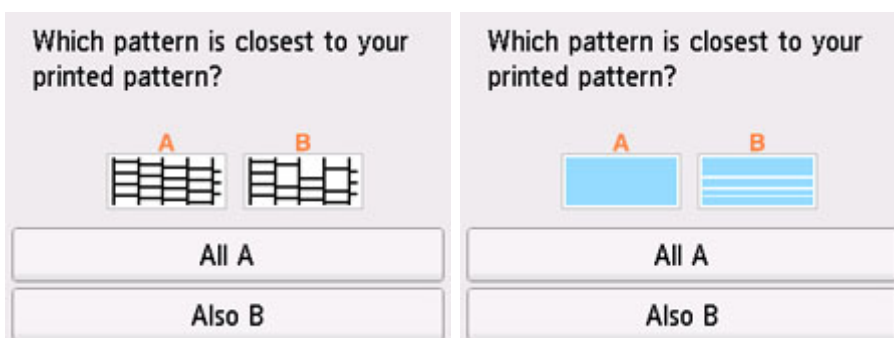 Which pattern is closest to your
printed pattern?
A B
All A
Also B
Which pattern is closest to your
printed pattern?
A B
All A
Also B